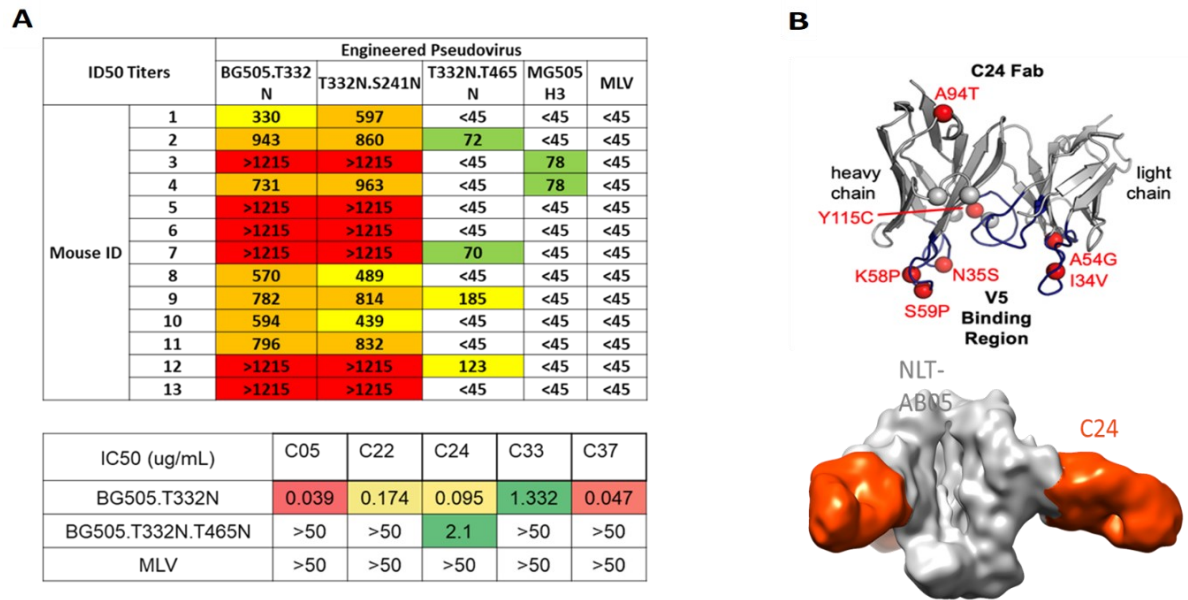 A
Engineered Pseudovirus
ID50 Titers
BG505.T332
N
T332N.S241N
T332N.T465
N
MG505
H3
MLV
Mouse ID
1 330 597 <45 <45 <45
2 943 860 72 <45 <45
3 >1215 >1215 <45 78 <45
4 731 963 <45 78 <45
5 >1215 >1215 <45 <45 <45
6 >1215 >1215 <45 <45 <45
7 >1215 >1215 70 <45 <45
8 570 489 <45 <45 <45
9 782 814 185 <45 <45
10 594 439 <45 <45 <45
11 796 832 <45 <45 <45
12 >1215 >1215 123 <45 <45
13 >1215 >1215 <45 <45 <45
IC50 (ug/mL) C05 C22 C24 C33 C37
BG505.T332N 0.039 0.174 0.095 1.332 0.047
BG505.T332N.T465N >50 >50 2.1 >50 >50
MLV >50 >50 >50 >50 >50
B
C24 Fab
A94T
heavy
chain
light
chain
Y115C
K58P
N35S
S59P
A54G
I34V
V5
Binding
Region
NLT-
AB05
C24